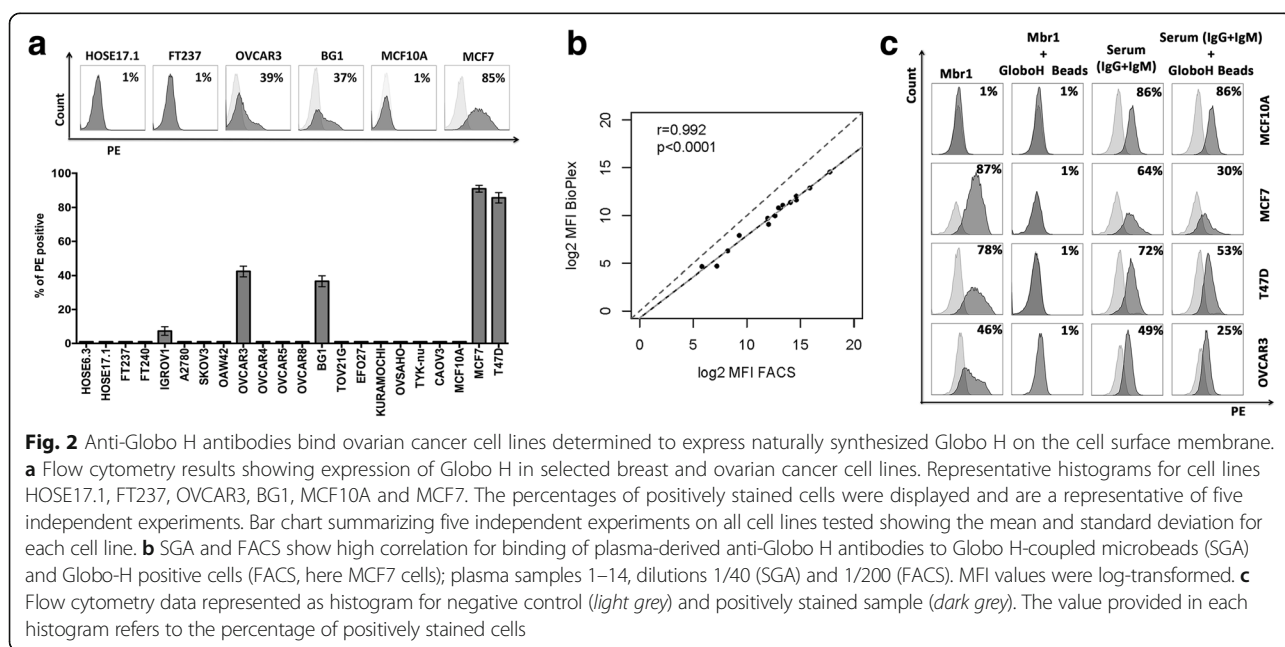 a
HOSE17.1 FT237 OVCAR3 BG1 MCF10A MCF7
1% 1% 39% 37% 1% 85%
Count
PE
% of PE positive
100
80
60
40
20
0
HOSE6.3
HOSE17.1
FT237
FT240
IGROV1
A2780
SKOV3
OAW42
OVCAR3
OVCAR4
OVCAR5
OVCAR8
BG1
TOV21G
EFO27
KURAMOCHI
OVSAHO
TYK-nu
CAOV3
MCF10A
MCF7
T47D
b
r=0.992
p<0.0001
log2 MFI BioPlex
20
15
10
5
0
0 5 10 15 20
log2 MFI FACS
c
Count
Mbr1
Mbr1
+
GloboH Beads
Serum
(IgG+IgM)
Serum (IgG+IgM)
+
GloboH Beads
1% 1% 86% 86%
MCF10A
87% 1% 64% 30%
MCF7
78% 1% 72% 53%
T47D
46% 1% 49% 25%
OVCAR3
PE
Fig. 2 Anti-Globo H antibodies bind ovarian cancer cell lines determined to express naturally synthesized Globo H on the cell surface membrane.
a Flow cytometry results showing expression of Globo H in selected breast and ovarian cancer cell lines. Representative histograms for cell lines
HOSE17.1, FT237, OVCAR3, BG1, MCF10A and MCF7. The percentages of positively stained cells were displayed and are a representative of five
independent experiments. Bar chart summarizing five independent experiments on all cell lines tested showing the mean and standard deviation for
each cell line. b SGA and FACS show high correlation for binding of plasma-derived anti-Globo H antibodies to Globo H-coupled microbeads (SGA)
and Globo-H positive cells (FACS, here MCF7 cells); plasma samples 1–14, dilutions 1/40 (SGA) and 1/200 (FACS). MFI values were log-transformed. c
Flow cytometry data represented as histogram for negative control (light grey) and positively stained sample (dark grey). The value provided in each
histogram refers to the percentage of positively stained cells